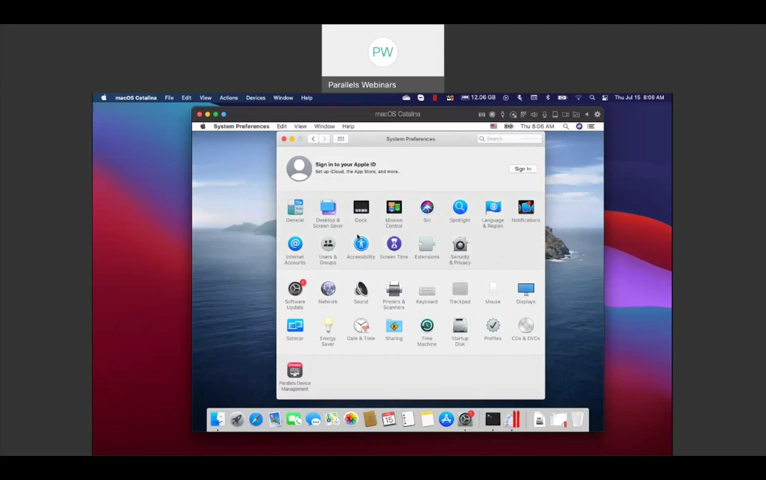 PW
Parallels Webinars
macOS Catalina File Edit View Actions Devices Window Help 12.06 GB Thu Jul 15 8:06 AM
macOS Catalina
System Preferences Edit View Window Help Thu 8:06 AM
System Preferences
Search
Sign in to your Apple ID
Set up iCloud, the App Store, and more.
Sign In
General
Desktop &
Screen Saver
Dock
Mission
Control
Siri
Spotlight
Language
& Region
Notifications
Internet
Accounts
Users &
Groups
Accessibility
Screen Time
Extensions
Security
& Privacy
Software
Update
Network
Sound
Printers &
Scanners
Keyboard
Trackpad
Mouse
Displays
Sidecar
Energy
Saver
Date & Time
Sharing
Time
Machine
Startup
Disk
Profiles
CDs & DVDs
Parallels Device
Management
15